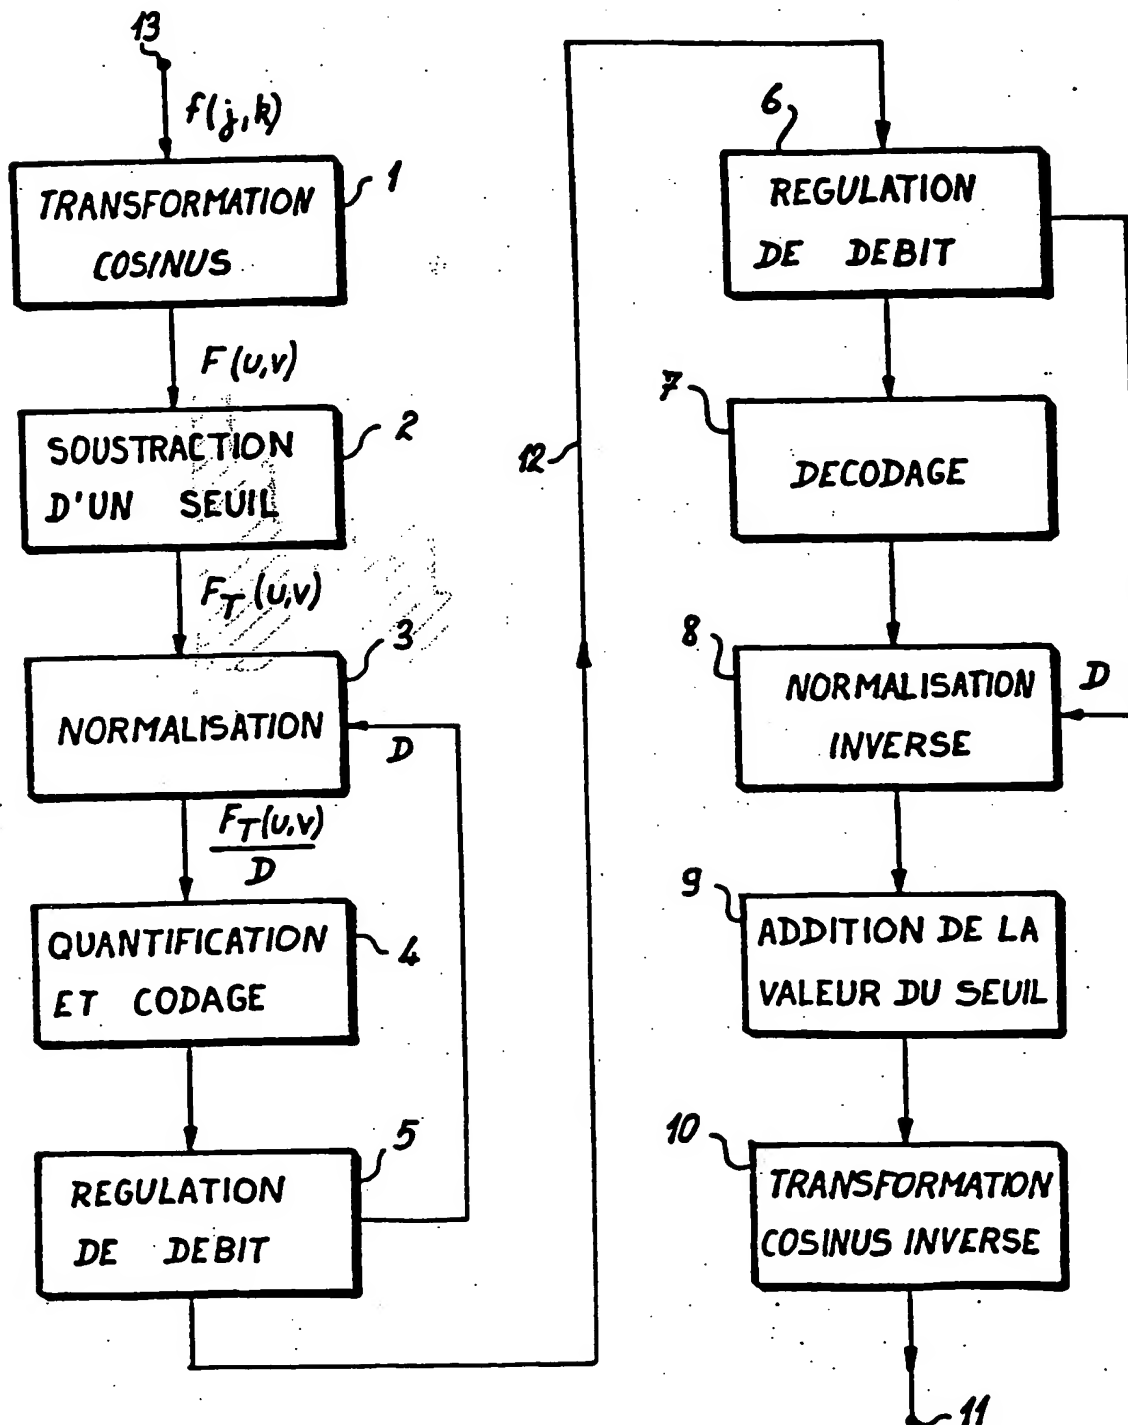 13
f(j,k)
TRANSFORMATION
COSINUS
1
F(u,v)
SOUSTRACTION
D'UN SEUIL
2
F_T(u,v)
3
NORMALISATION
D
F_T(u,v)
D
QUANTIFICATION
ET CODAGE
4
5
REGULATION
DE DEBIT
12
6
REGULATION
DE DEBIT
7
DECODAGE
8
NORMALISATION
INVERSE
D
9
ADDITION DE LA
VALEUR DU SEUIL
10
TRANSFORMATION
COSINUS INVERSE
11